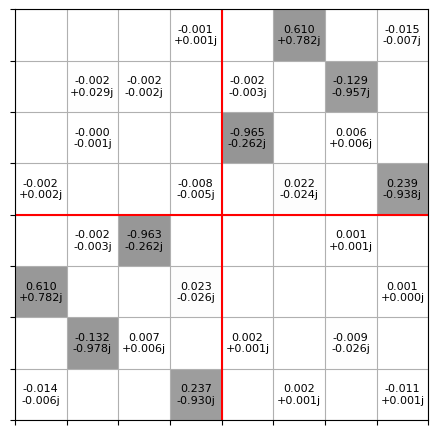 -0.001 0.610 -0.015
+0.001j +0.782j -0.007j
-0.002 -0.002 -0.002 -0.129
+0.029j -0.002j -0.003j -0.957j
-0.000 -0.965 0.006
-0.001j -0.262j +0.006j
-0.002 -0.008 0.022 0.239
+0.002j -0.005j -0.024j -0.938j
-0.002 -0.963 0.001
-0.003j -0.262j +0.001j
0.610 0.023 0.001
+0.782j -0.026j +0.000j
-0.132 0.007 0.002 -0.009
-0.978j +0.006j +0.001j -0.026j
-0.014 0.237 0.002 -0.011
-0.006j -0.930j +0.001j +0.001j